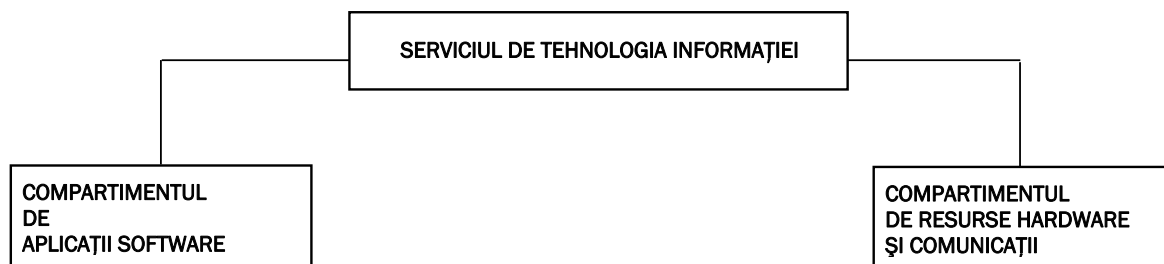 SERVICIUL DE TEHNOLOGIA INFORMAȚIEI
COMPARTIMENTUL
DE
APLICAȚII SOFTWARE
COMPARTIMENTUL
DE RESURSE HARDWARE
ȘI COMUNICAȚII